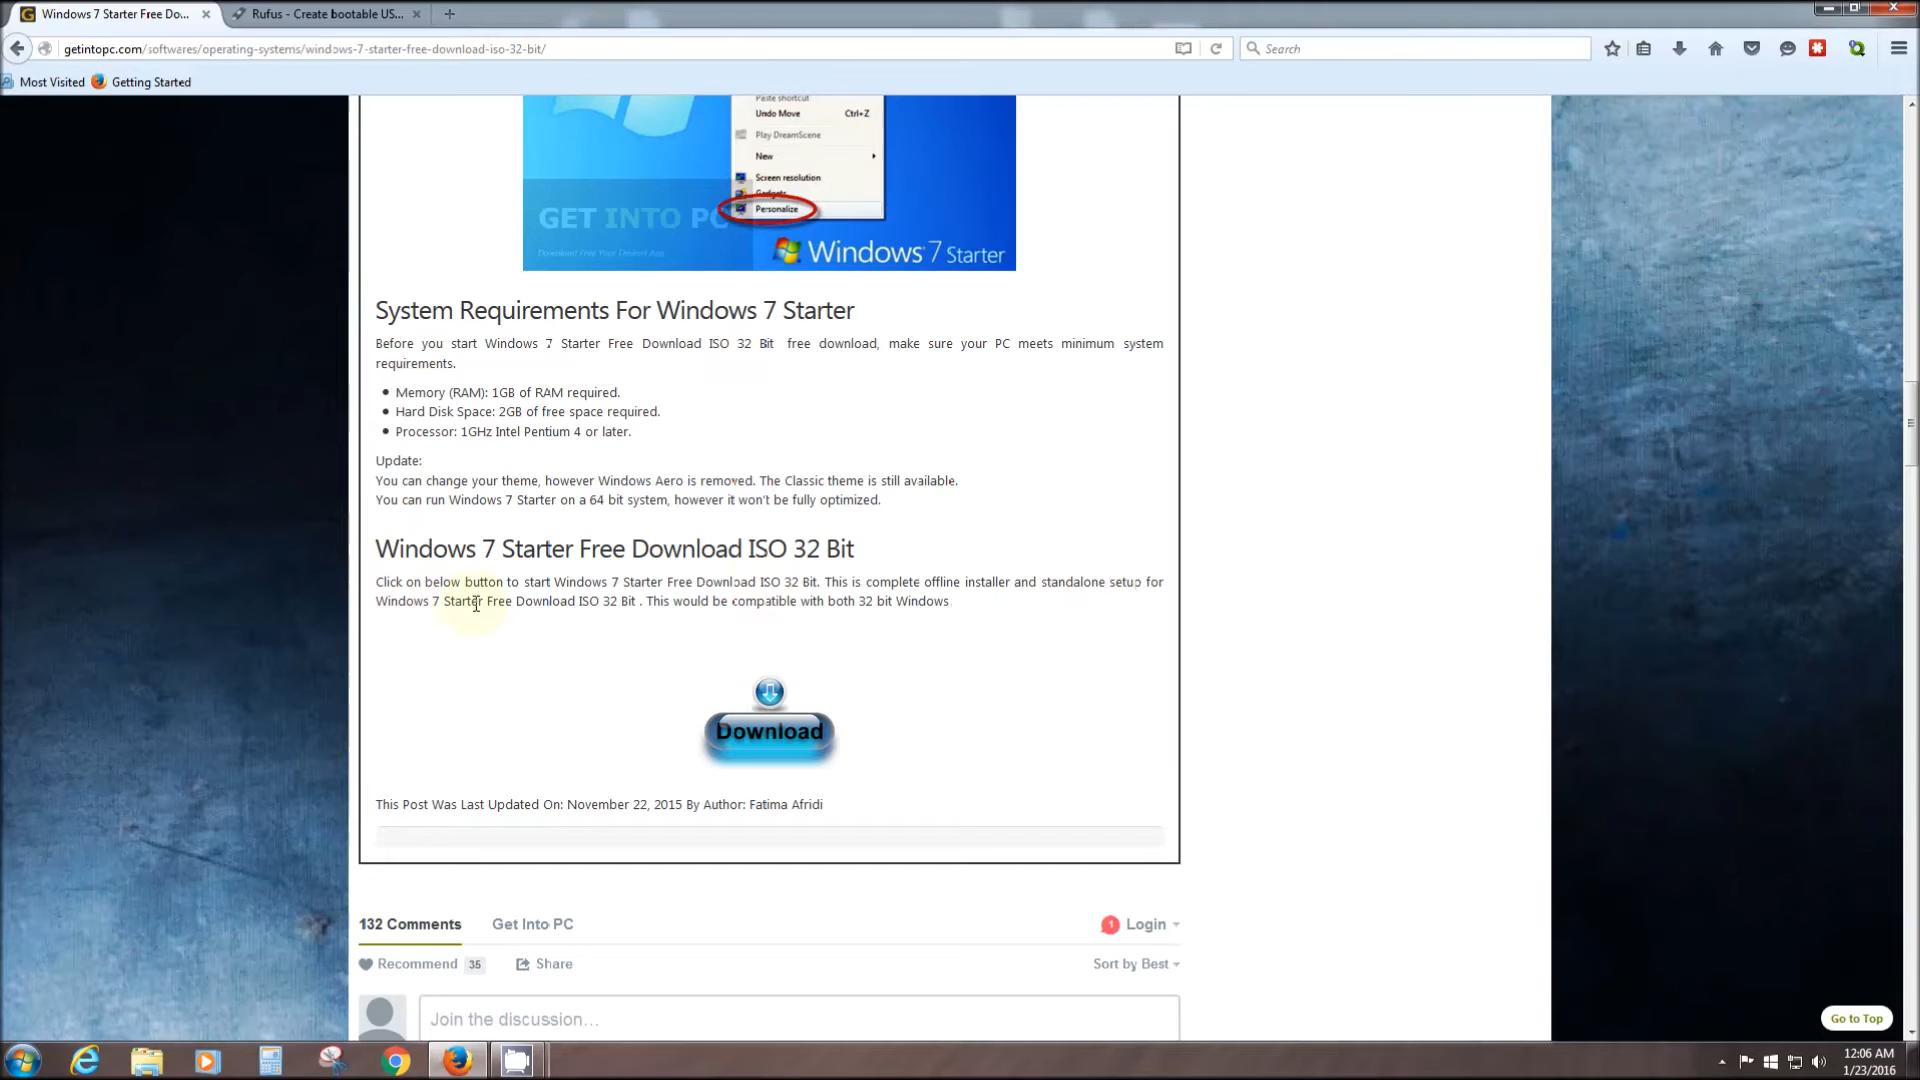 Windows 7 Starter Free Do...
Rufus - Create bootable US...
getintopc.com/softwares/operating-systems/windows-7-starter-free-download-iso-32-bit/
Search
Most Visited
Getting Started
Paste shortcut
Undo Move Ctrl+Z
Play DreamScene
New
Screen resolution
Gadgets
Personalize
GET INTO PC
Download Free Your Desired App
Windows 7 Starter
System Requirements For Windows 7 Starter
Before you start Windows 7 Starter Free Download ISO 32 Bit free download, make sure your PC meets minimum system
requirements.
Memory (RAM): 1GB of RAM required.
Hard Disk Space: 2GB of free space required.
Processor: 1GHz Intel Pentium 4 or later.
Update:
You can change your theme, however Windows Aero is removed. The Classic theme is still available.
You can run Windows 7 Starter on a 64 bit system, however it won't be fully optimized.
Windows 7 Starter Free Download ISO 32 Bit
Click on below button to start Windows 7 Starter Free Download ISO 32 Bit. This is complete offline installer and standalone setup for
Windows 7 Starter Free Download ISO 32 Bit . This would be compatible with both 32 bit Windows
Download
This Post Was Last Updated On: November 22, 2015 By Author: Fatima Afridi
132 Comments
Get Into PC
1
Login
Recommend 35
Share
Sort by Best
Join the discussion...
Go to Top
12:06 AM
1/23/2016